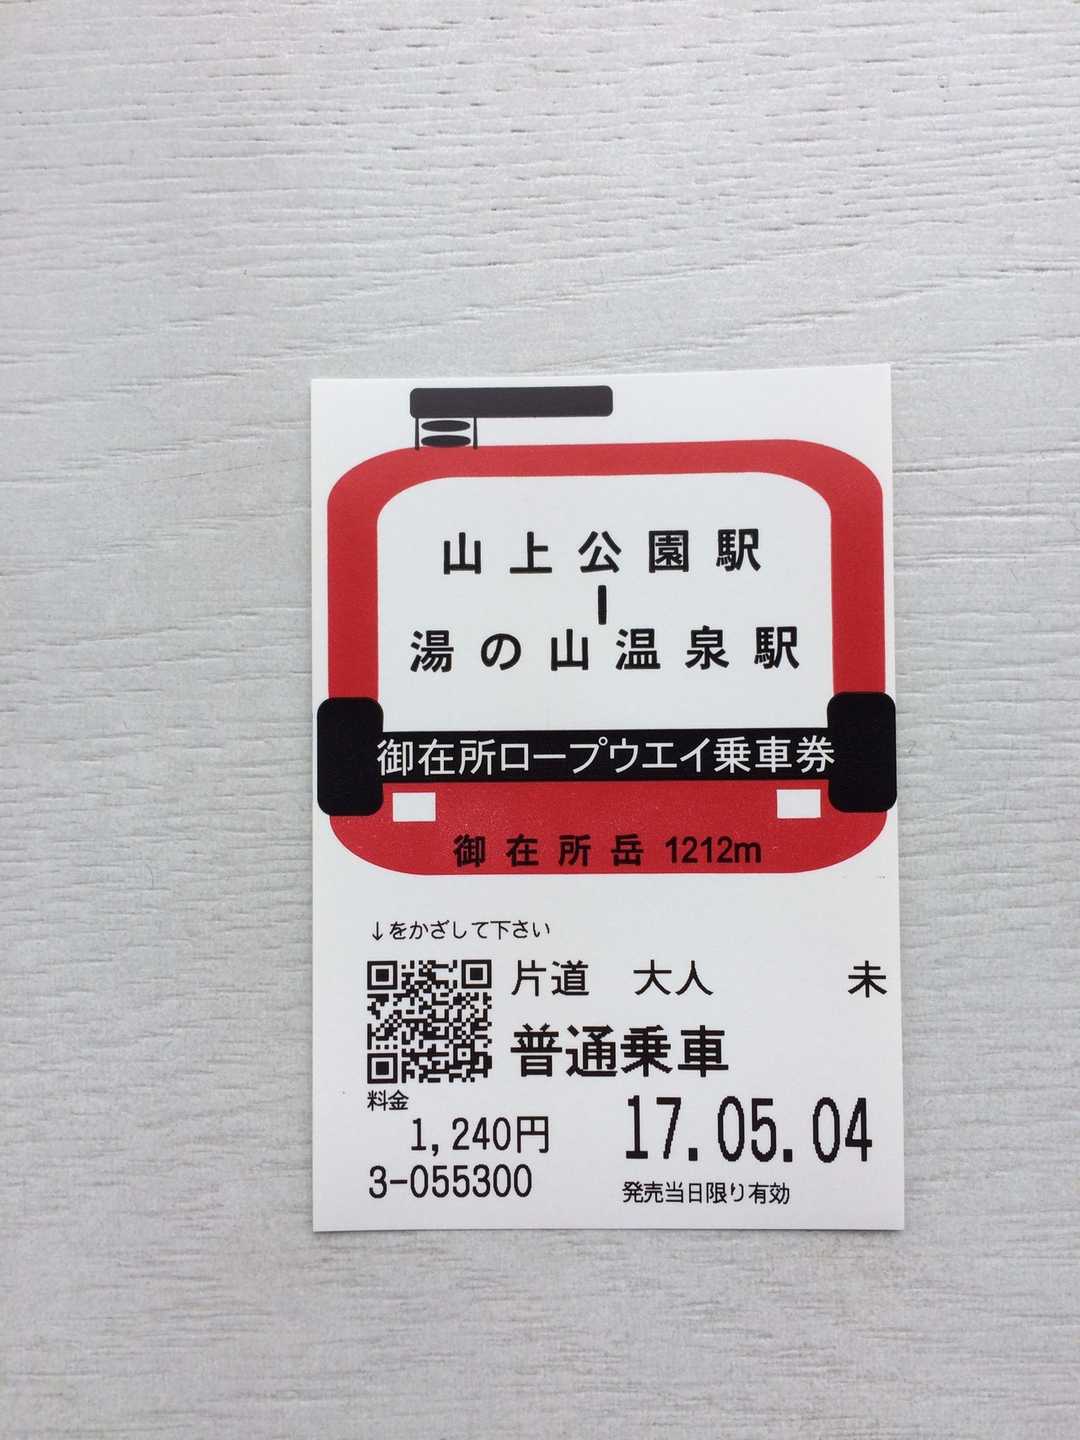 山上公園駅
ー
湯の山温泉駅
御在所ロープウエイ乗車券
御在所岳 1212m
↓をかざして下さい
片道 大人 未
普通乗車
料金
1,240円
17.05.04
3-055300
発売当日限り有効